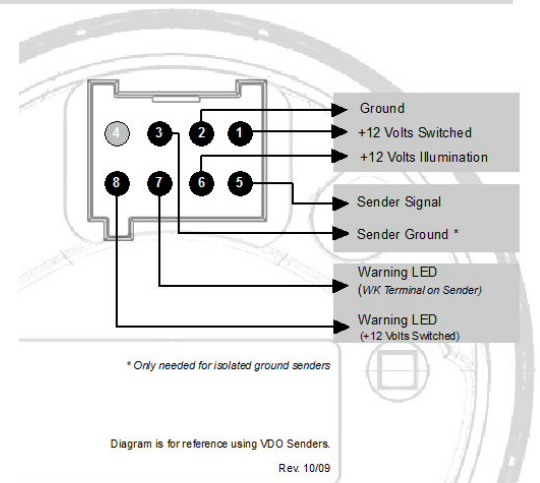 4 3 2 1
8 7 6 5
Ground
+12 Volts Switched
+12 Volts Illumination
Sender Signal
Sender Ground *
Warning LED
(WK Terminal on Sender)
Warning LED
(+12 Volts Switched)
* Only needed for isolated ground senders
Diagram is for reference using VDO Senders.
Rev. 10/09